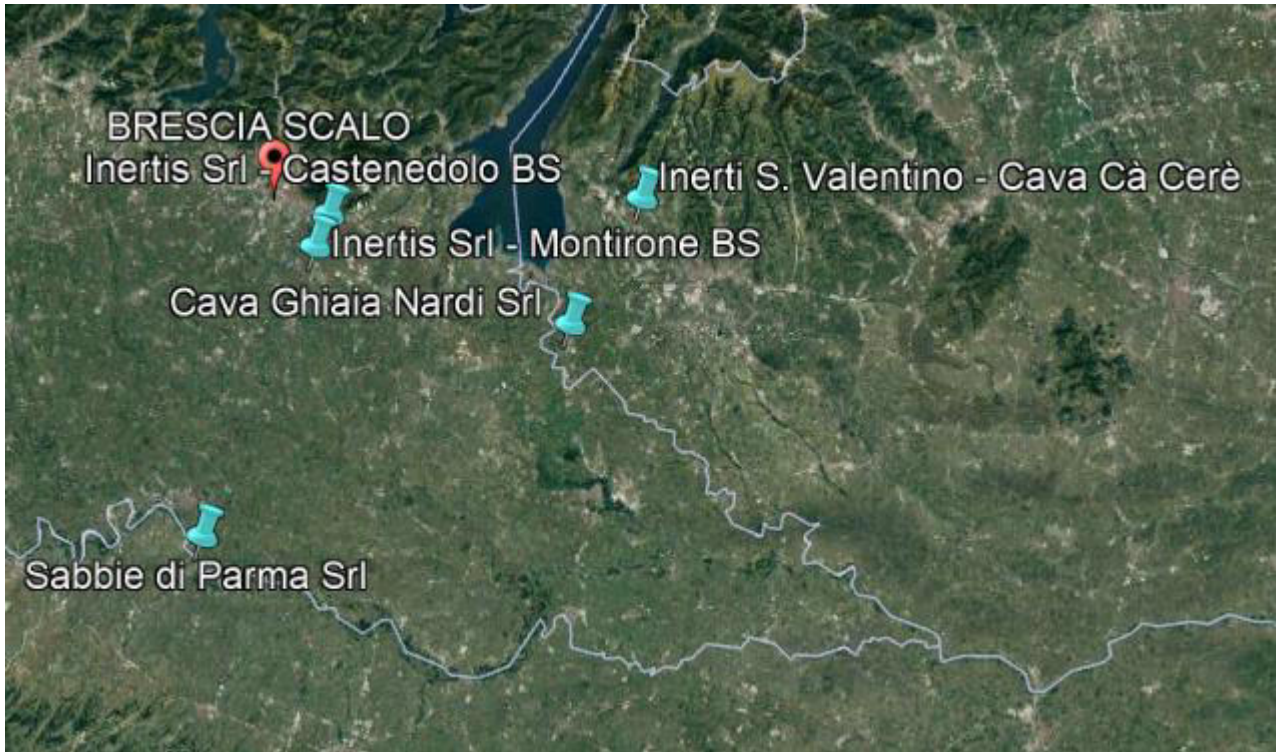 BRESCIA SCALO
Inertis Srl - Castenedolo BS
Inerti S. Valentino - Cava Cà Cerè
Inertis Srl - Montirone BS
Cava Ghiaia Nardi Srl
Sabbie di Parma Srl